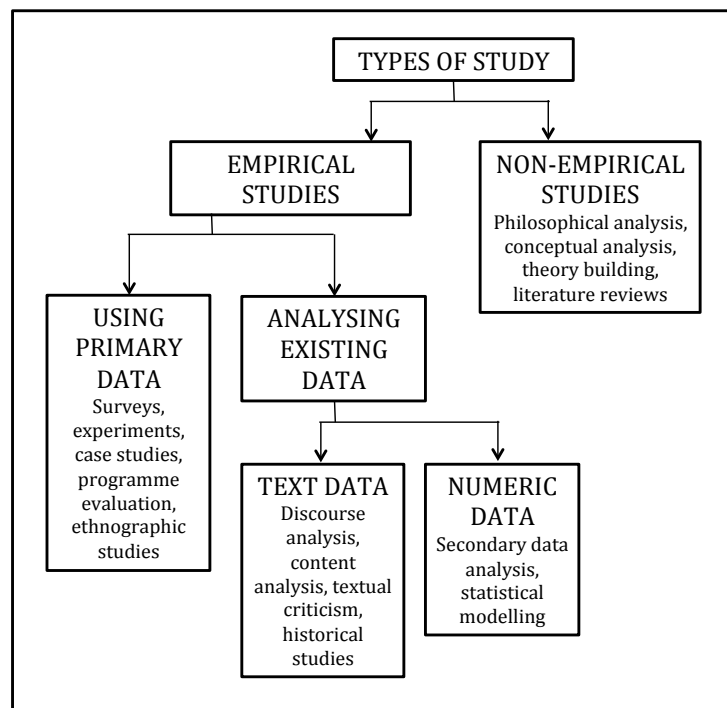 TYPES OF STUDY
EMPIRICAL
STUDIES
NON-EMPIRICAL
STUDIES
Philosophical analysis,
conceptual analysis,
theory building,
literature reviews
USING
PRIMARY
DATA
Surveys,
experiments,
case studies,
programme
evaluation,
ethnographic
studies
ANALYSING
EXISTING
DATA
TEXT DATA
Discourse
analysis,
content
analysis, textual
criticism,
historical
studies
NUMERIC
DATA
Secondary data
analysis,
statistical
modelling